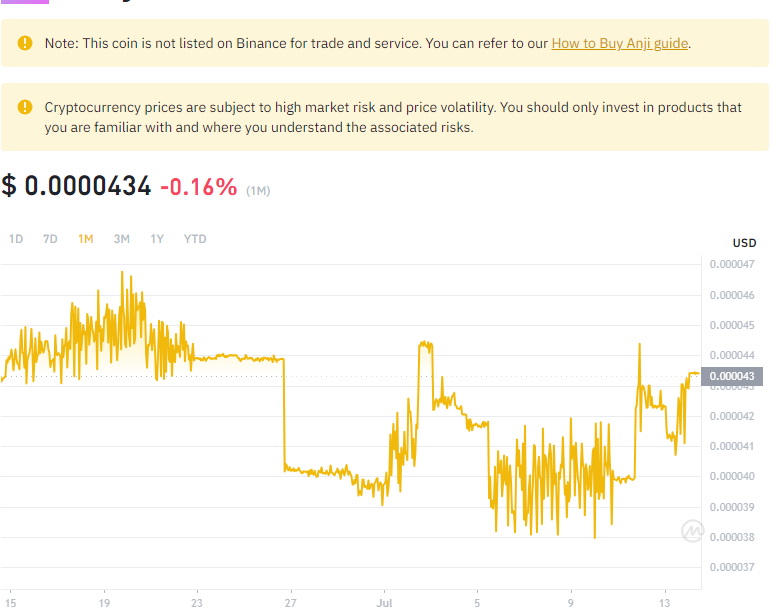 Note: This coin is not listed on Binance for trade and service. You can refer to our How to Buy Anji guide.
Cryptocurrency prices are subject to high market risk and price volatility. You should only invest in products that
you are familiar with and where you understand the associated risks.
$ 0.0000434 -0.16% (1M)
1D 7D 1M 3M 1Y YTD
USD
0.000047
0.000046
0.000045
0.000044
0.000043
0.000042
0.000041
0.000040
0.000039
0.000038
0.000037
15 19 23 27 Jul 5 9 13